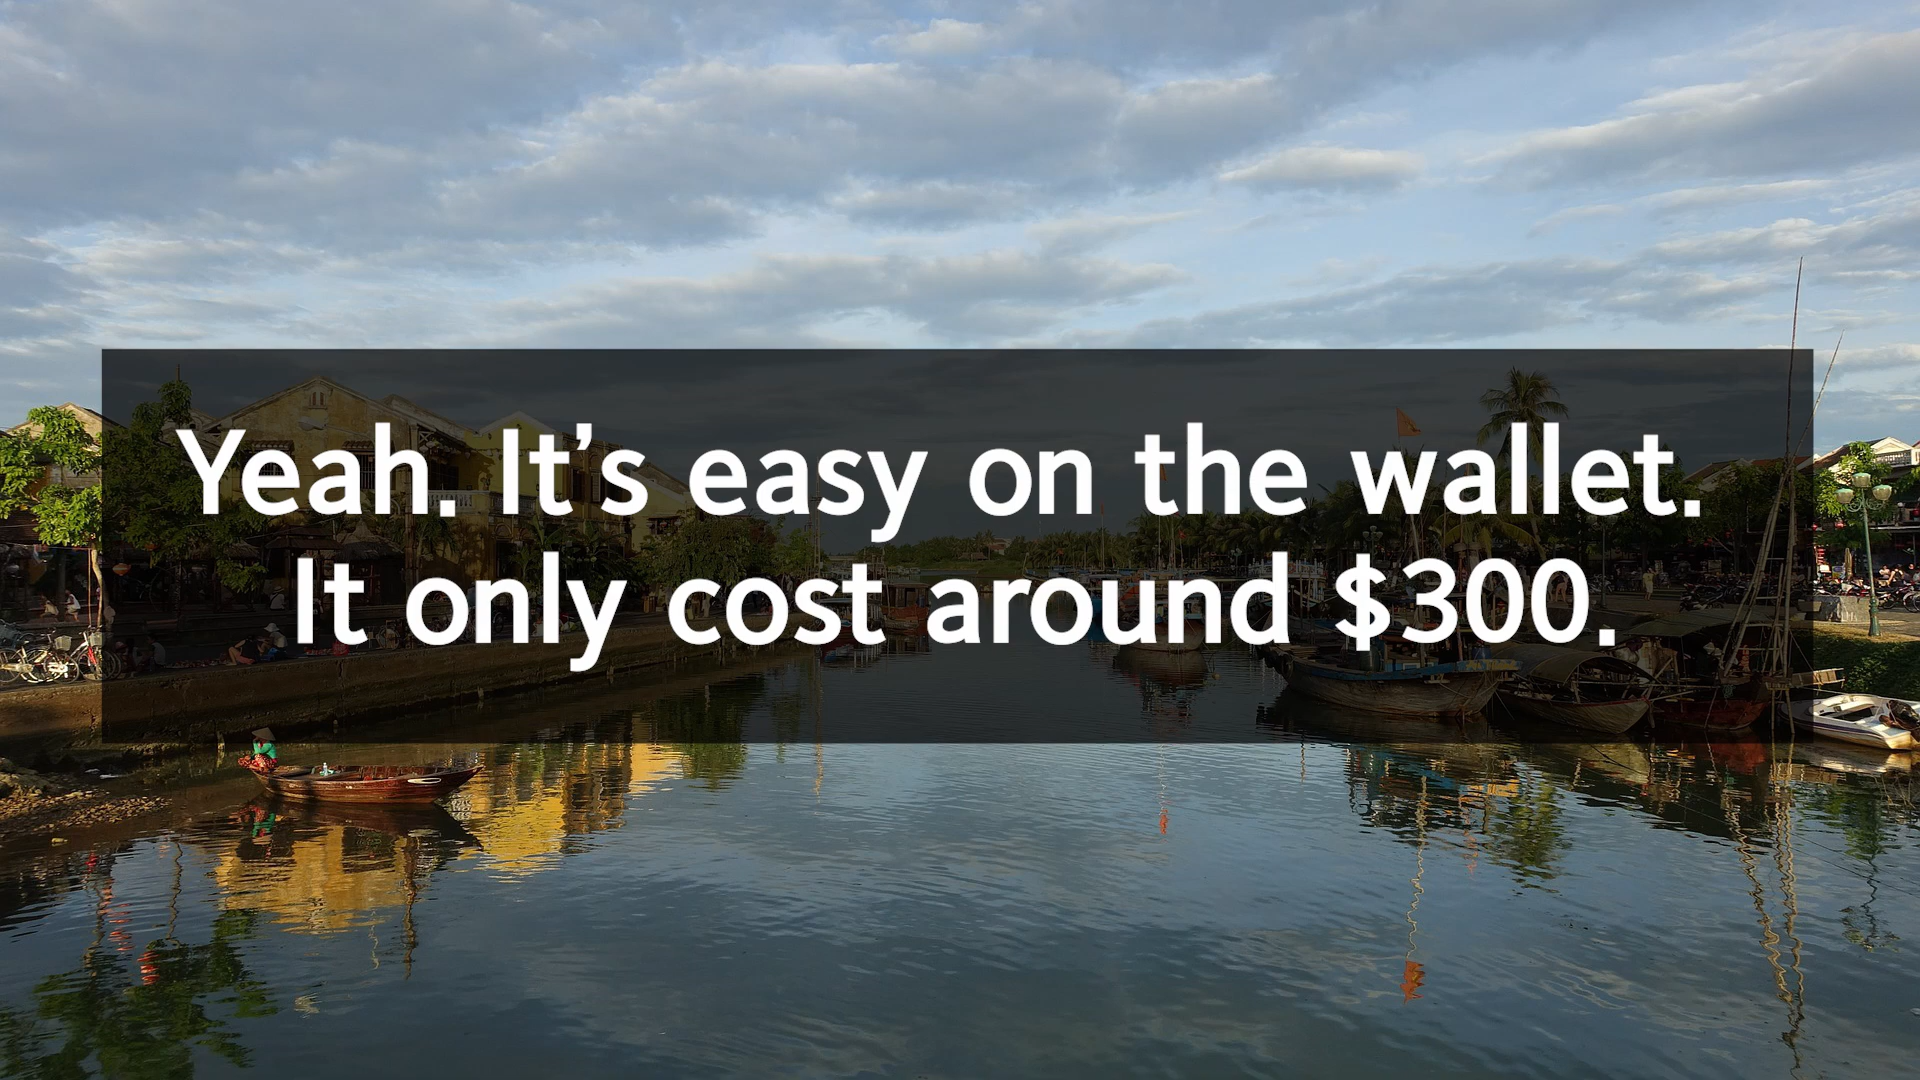 Yeah. It’s easy on the wallet.
It only cost around $300.